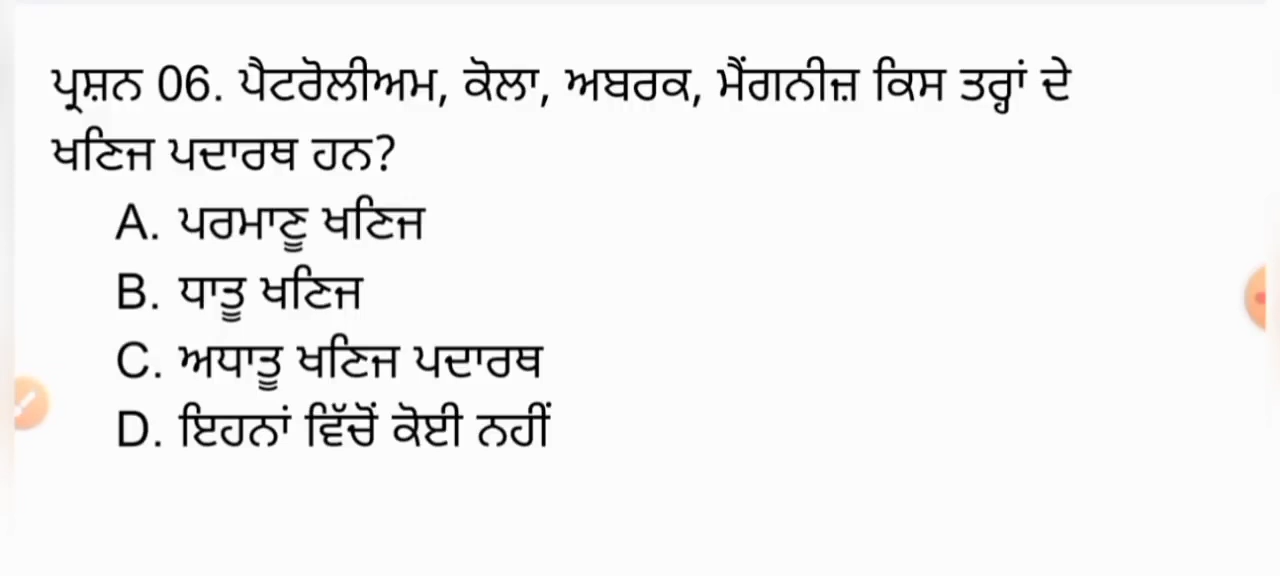 ਪ੍ਰਸ਼ਨ 06. ਪੈਟਰੋਲੀਅਮ, ਕੋਲਾ, ਅਬਰਕ, ਮੈਂਗਨੀਜ਼ ਕਿਸ ਤਰ੍ਹਾਂ ਦੇ
ਖਣਿਜ ਪਦਾਰਥ ਹਨ?
A. ਪਰਮਾਣੂ ਖਣਿਜ
B. ਧਾਤੂ ਖਣਿਜ
C. ਅਧਾਤੂ ਖਣਿਜ ਪਦਾਰਥ
D. ਇਹਨਾਂ ਵਿੱਚੋਂ ਕੋਈ ਨਹੀਂ